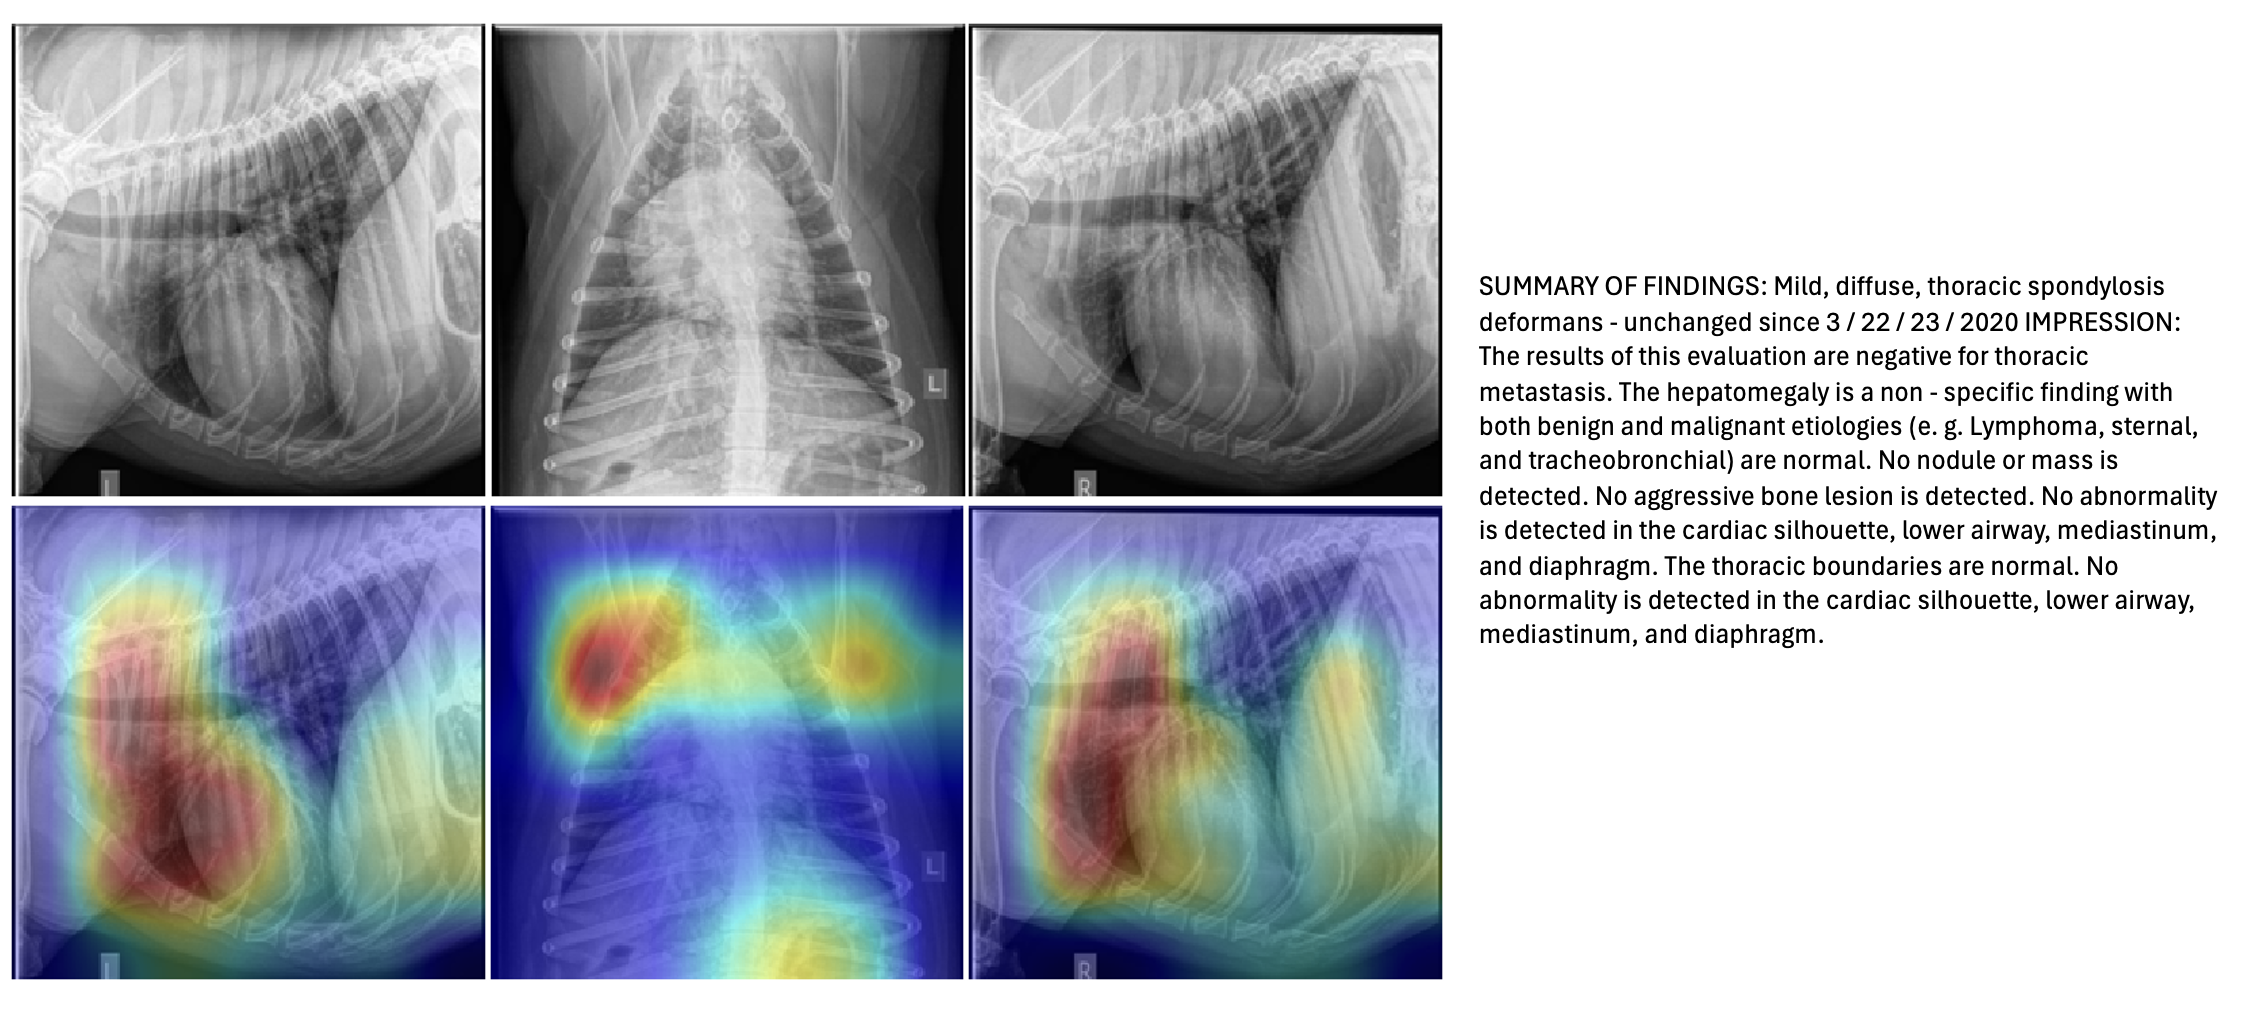 L
L
R
SUMMARY OF FINDINGS: Mild, diffuse, thoracic spondylosis
deformans - unchanged since 3 / 22 / 23 / 2020 IMPRESSION:
The results of this evaluation are negative for thoracic
metastasis. The hepatomegaly is a non - specific finding with
both benign and malignant etiologies (e. g. Lymphoma, sternal,
and tracheobronchial) are normal. No nodule or mass is
detected. No aggressive bone lesion is detected. No abnormality
is detected in the cardiac silhouette, lower airway, mediastinum,
and diaphragm. The thoracic boundaries are normal. No
abnormality is detected in the cardiac silhouette, lower airway,
mediastinum, and diaphragm.
L
L
R